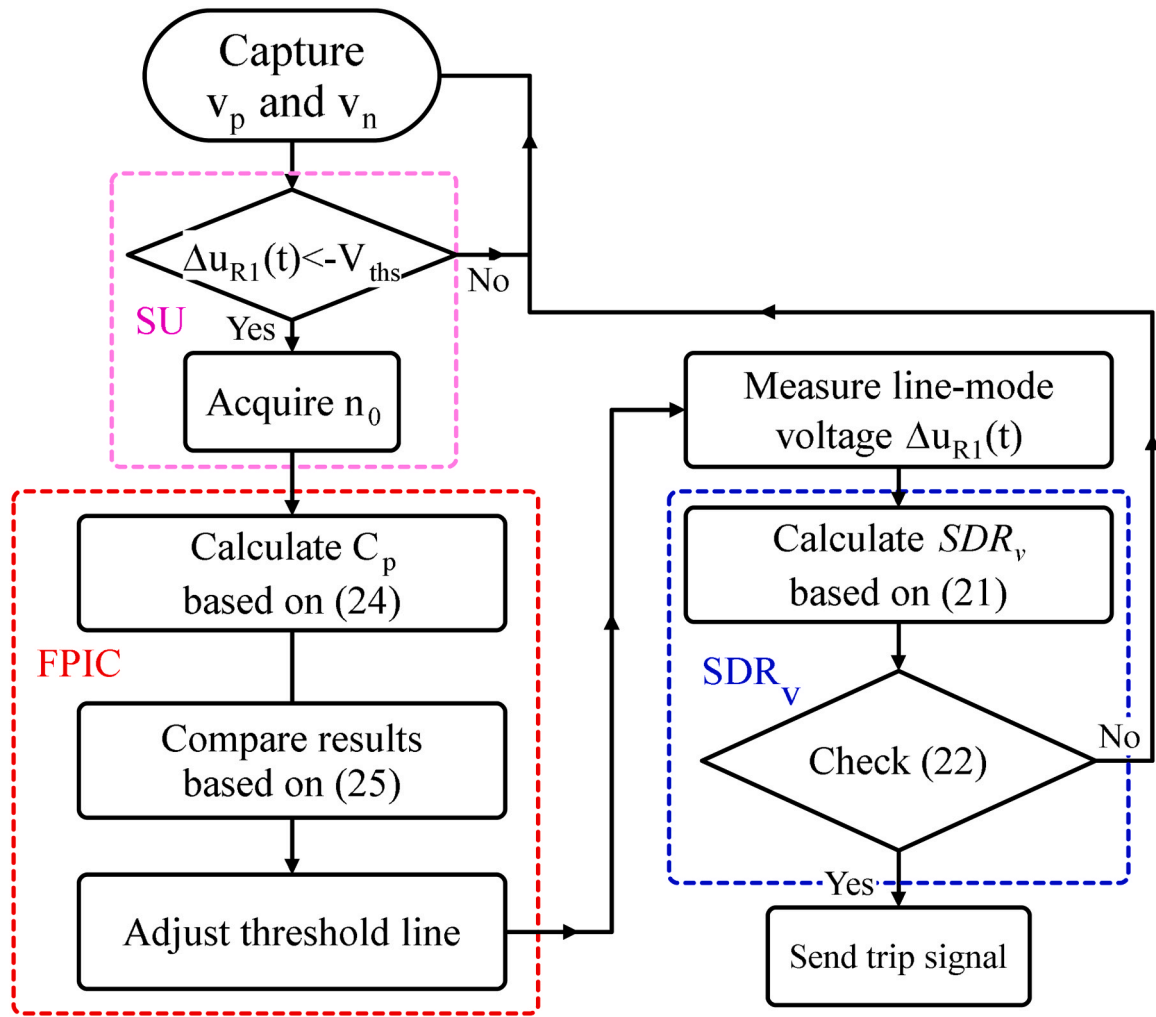 Capture
vp and vn
ΔuR1(t)<-Vths
No
Yes
SU
Acquire n0
Calculate Cp
based on (24)
FPIC
Compare results
based on (25)
Adjust threshold line
Measure line-mode
voltage ΔuR1(t)
Calculate SDRv
based on (21)
SDRv
Check (22)
No
Yes
Send trip signal